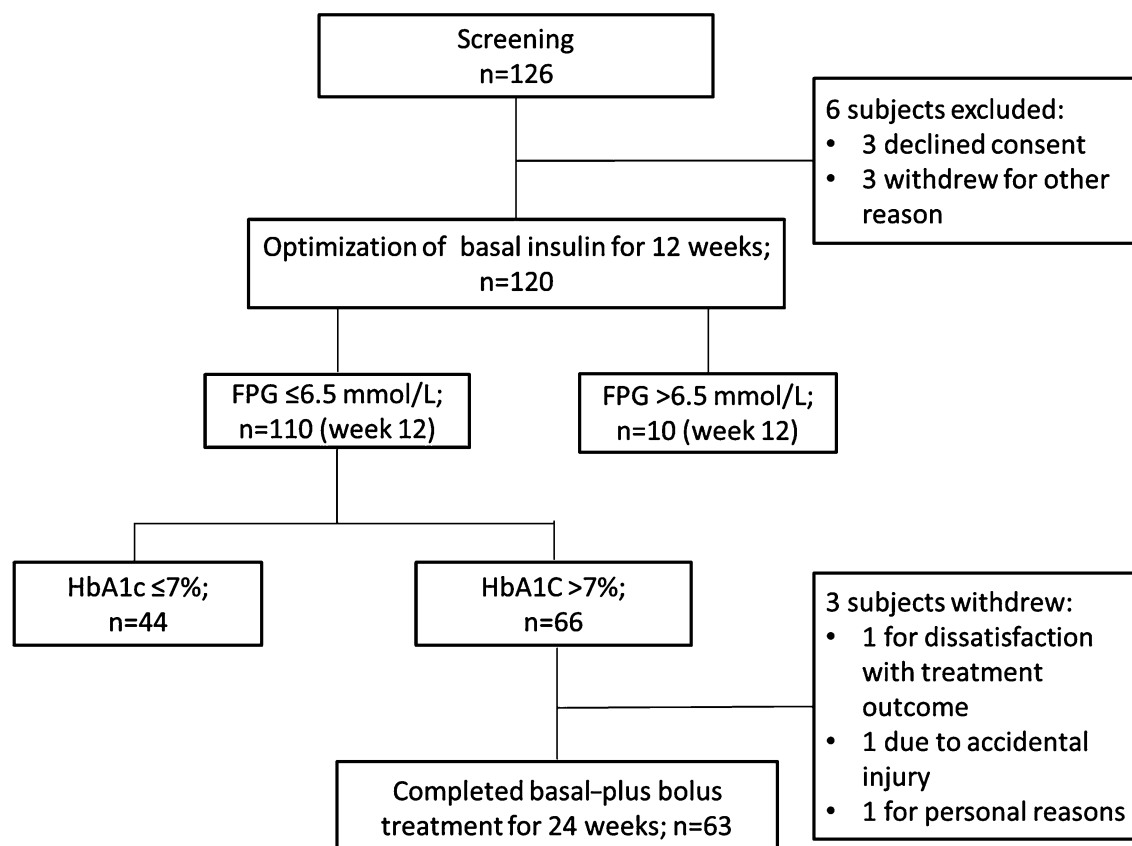 Screening
n=126
6 subjects excluded:
• 3 declined consent
• 3 withdrew for other
reason
Optimization of basal insulin for 12 weeks;
n=120
FPG ≤6.5 mmol/L;
n=110 (week 12)
FPG >6.5 mmol/L;
n=10 (week 12)
HbA1c ≤7%;
n=44
HbA1C >7%;
n=66
3 subjects withdrew:
• 1 for dissatisfaction
with treatment
outcome
• 1 due to accidental
injury
• 1 for personal reasons
Completed basal–plus bolus
treatment for 24 weeks; n=63